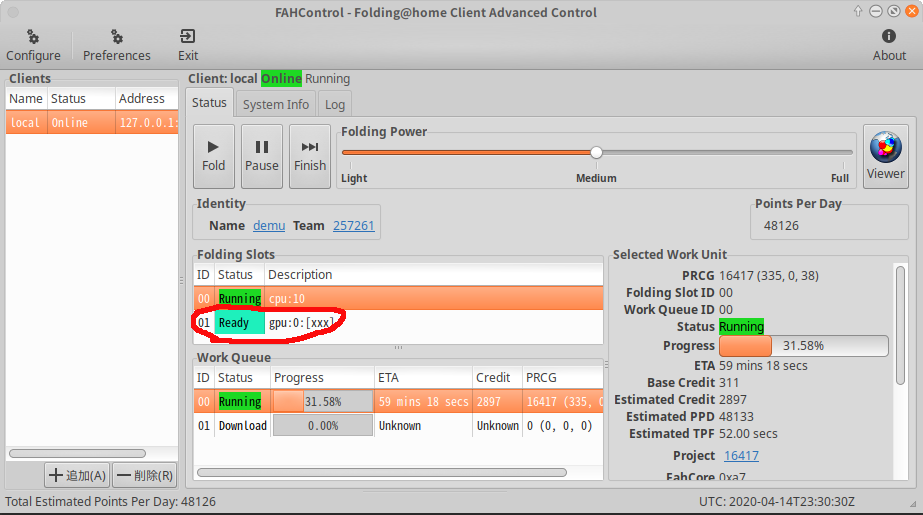 FAHControl - Folding@home Client Advanced Control
Configure Preferences Exit About
Clients
Name Status Address
local Online 127.0.0.1:
追加(A) 削除(R)
Client: local Online Running
Status System Info Log
Fold Pause Finish
Folding Power
Light Medium Full
Viewer
Identity
Name demu Team 257261
Points Per Day
48126
Folding Slots
ID Status Description
00 Running cpu:10
01 Ready gpu:0:[xxx]
Work Queue
ID Status Progress ETA Credit PRCG
00 Running 31.58% 59 mins 18 secs 2897 16417 (335, 0
01 Download 0.00% Unknown Unknown 0 (0, 0, 0)
Selected Work Unit
PRCG 16417 (335, 0, 38)
Folding Slot ID 00
Work Queue ID 00
Status Running
Progress 31.58%
ETA 59 mins 18 secs
Base Credit 311
Estimated Credit 2897
Estimated PPD 48133
Estimated TPF 52.00 secs
Project 16417
FahCore 0xa7
Total Estimated Points Per Day: 48126
UTC: 2020-04-14T23:30:30Z